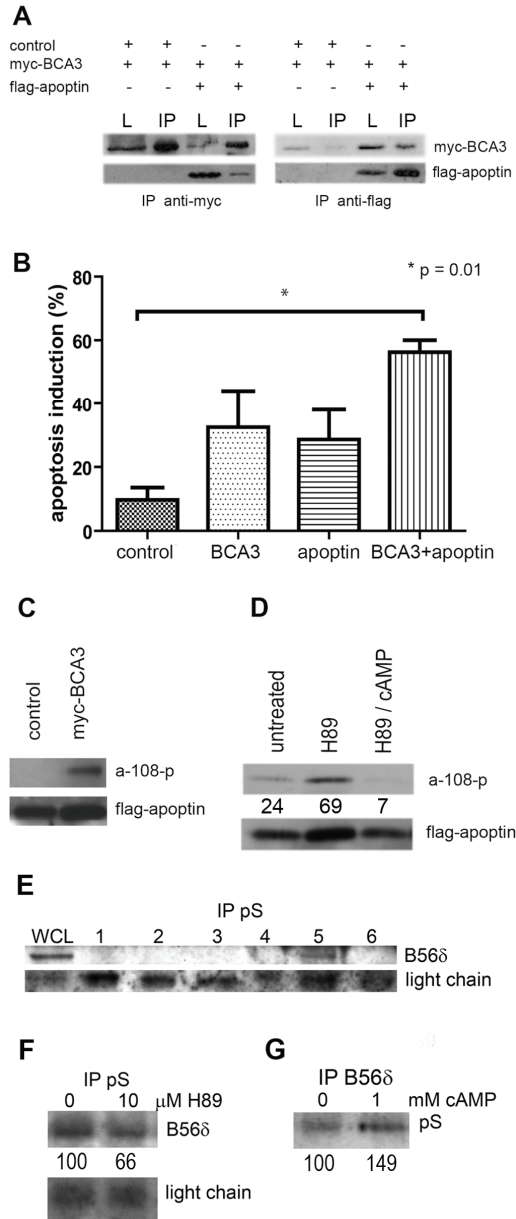 A
control + + - - + + - -
myc-BCA3 + + + + + + + +
flag-apoptin - - + + - - + +
L IP L IP L IP L IP
myc-BCA3
flag-apoptin
IP anti-myc IP anti-flag
B
* p = 0.01
*
apoptosis induction (%)
80
60
40
20
0
control BCA3 apoptin BCA3+apoptin
C
control myc-BCA3
a-108-p
flag-apoptin
D
untreated H89 H89 / cAMP
a-108-p
24 69 7
flag-apoptin
E
IP pS
WCL 1 2 3 4 5 6
B56δ
light chain
F
IP pS
0 10 μM H89
B56δ
100 66
light chain
G
IP B56δ
0 1 mM cAMP
pS
100 149